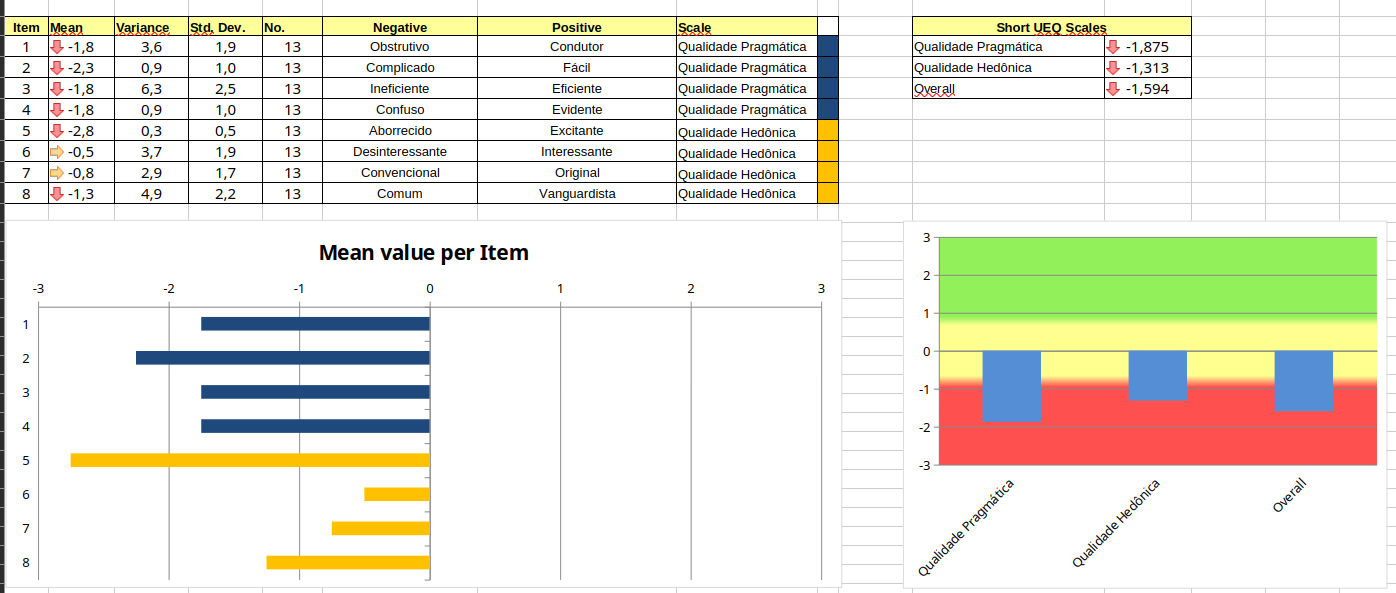 Item Mean Variance Std. Dev. No. Negative Positive Scale
1 -1,8 3,6 1,9 13 Obstrutivo Condutor Qualidade Pragmática
2 -2,3 0,9 1,0 13 Complicado Fácil Qualidade Pragmática
3 -1,8 6,3 2,5 13 Ineficiente Eficiente Qualidade Pragmática
4 -1,8 0,9 1,0 13 Confuso Evidente Qualidade Pragmática
5 -2,8 0,3 0,5 13 Aborrecido Excitante Qualidade Hedônica
6 -0,5 3,7 1,9 13 Desinteressante Interessante Qualidade Hedônica
7 -0,8 2,9 1,7 13 Convencional Original Qualidade Hedônica
8 -1,3 4,9 2,2 13 Comum Vanguardista Qualidade Hedônica
Short UEQ Scales
Qualidade Pragmática -1,875
Qualidade Hedônica -1,313
Overall -1,594
Mean value per Item
-3 -2 -1 0 1 2 3
1
2
3
4
5
6
7
8
3
2
1
0
-1
-2
-3
Qualidade Pragmática
Qualidade Hedônica
Overall